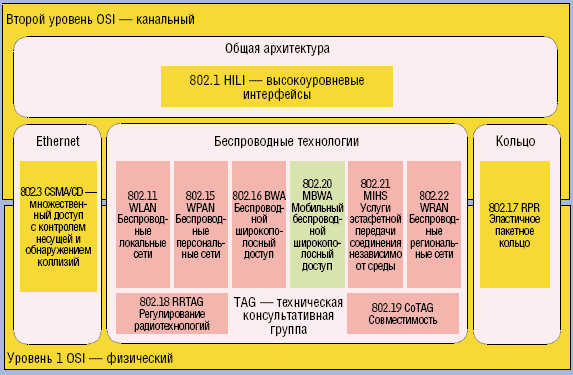 Второй уровень OSI — канальный
Общая архитектура
802.1 HILI — высокоуровневые
интерфейсы
Ethernet
802.3 CSMA/CD —
множествен-
ный доступ
с контролем
несущей и
обнаружением
коллизий
Беспроводные технологии
802.11
WLAN
Беспровод-
ные
локальные
сети
802.15
WPAN
Беспровод-
ные
персональ-
ные сети
802.16 BWA
Беспровод-
ной
широкопо-
лосный
доступ
802.20
MBWA
Мобильный
беспровод-
ной
широкопо-
лосный
доступ
802.21
MIHS
Услуги
эстафетной
передачи
соединения
независимо
от среды
802.22
WRAN
Беспровод-
ные
региональ-
ные сети
802.18 RRTAG
Регулирование
радиотехнологий
TAG — техническая
консультативная
группа
802.19 CoTAG
Совместимость
Кольцо
802.17 RPR
Эластичное
пакетное
кольцо
Уровень 1 OSI — физический